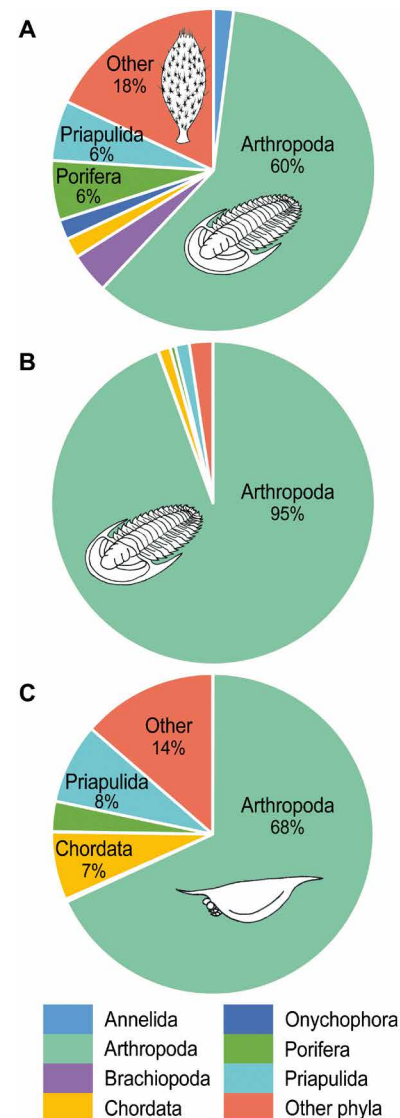 A
Other
18%
Priapulida
6%
Porifera
6%
Arthropoda
60%
B
Arthropoda
95%
C
Other
14%
Priapulida
8%
Chordata
7%
Arthropoda
68%
Annelida
Arthropoda
Brachiopoda
Chordata
Onychophora
Porifera
Priapulida
Other phyla